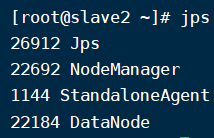 [root@slave2 ~]# jps
26912 Jps
22692 NodeManager
1144 StandaloneAgent
22184 DataNode